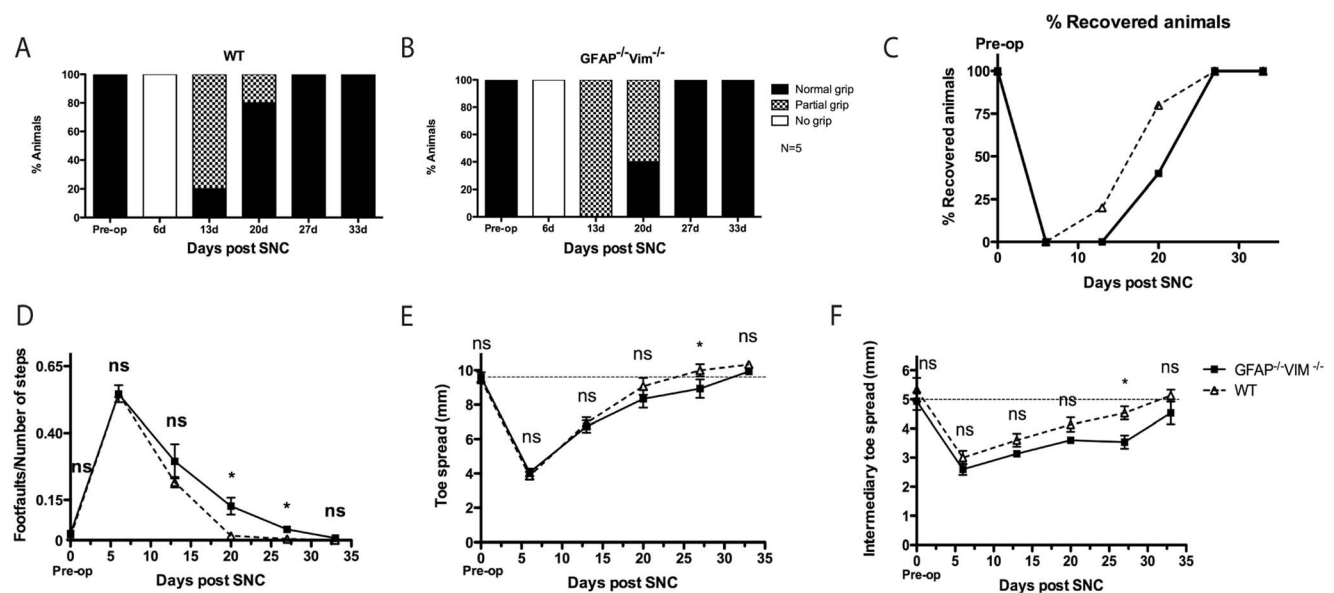 A
WT
100
80
60
40
20
0
% Animals
Pre-op 6d 13d 20d 27d 33d
Days post SNC
B
GFAP-/-Vim-/-
100
80
60
40
20
0
% Animals
Pre-op 6d 13d 20d 27d 33d
Days post SNC
Normal grip
Partial grip
No grip
N=5
C
% Recovered animals
Pre-op
100
75
50
25
0
% Recovered animals
0 10 20 30
Days post SNC
D
0.65
0.40
0.15
0
Footfaults/Number of steps
ns
ns
ns
*
*
ns
0 5 10 15 20 25 30 35
Pre-op
Days post SNC
E
12
10
8
6
4
2
0
Toe spread (mm)
ns
ns
ns
ns
*
ns
0 5 10 15 20 25 30 35
Pre-op
Days post SNC
F
7
6
5
4
3
2
1
0
Intermediary toe spread (mm)
ns
ns
ns
ns
*
ns
0 5 10 15 20 25 30 35
Pre-op
Days post SNC
GFAP-/-VIM -/-
WT